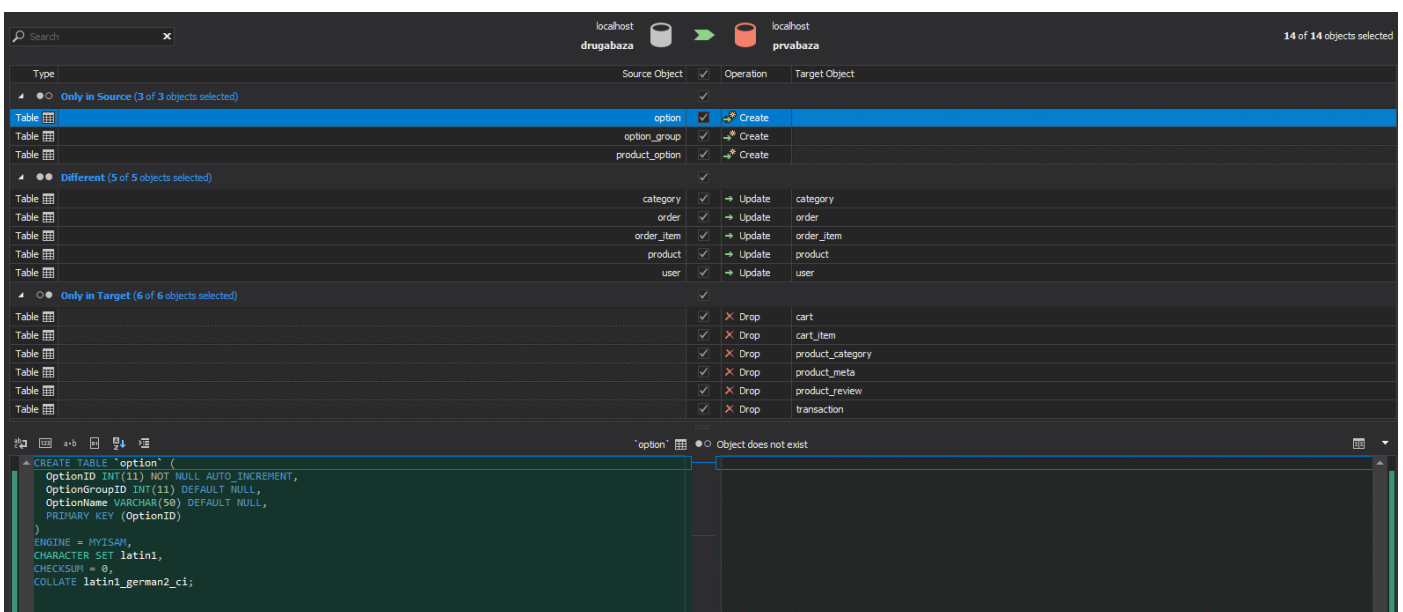 localhost
drugabaza
localhost
prvabaza
Search
14 of 14 objects selected
Type Source Object Operation Target Object
Only in Source (3 of 3 objects selected)
Table option Create
Table option_group Create
Table product_option Create
Different (5 of 5 objects selected)
Table category Update category
Table order Update order
Table order_item Update order_item
Table product Update product
Table user Update user
Only in Target (6 of 6 objects selected)
Table Drop cart
Table Drop cart_item
Table Drop product_category
Table Drop product_meta
Table Drop product_review
Table Drop transaction
`option` Object does not exist
CREATE TABLE `option` (
OptionID INT(11) NOT NULL AUTO_INCREMENT,
OptionGroupID INT(11) DEFAULT NULL,
OptionName VARCHAR(50) DEFAULT NULL,
PRIMARY KEY (OptionID)
)
ENGINE = MYISAM,
CHARACTER SET latin1,
CHECKSUM = 0,
COLLATE latin1_german2_ci;